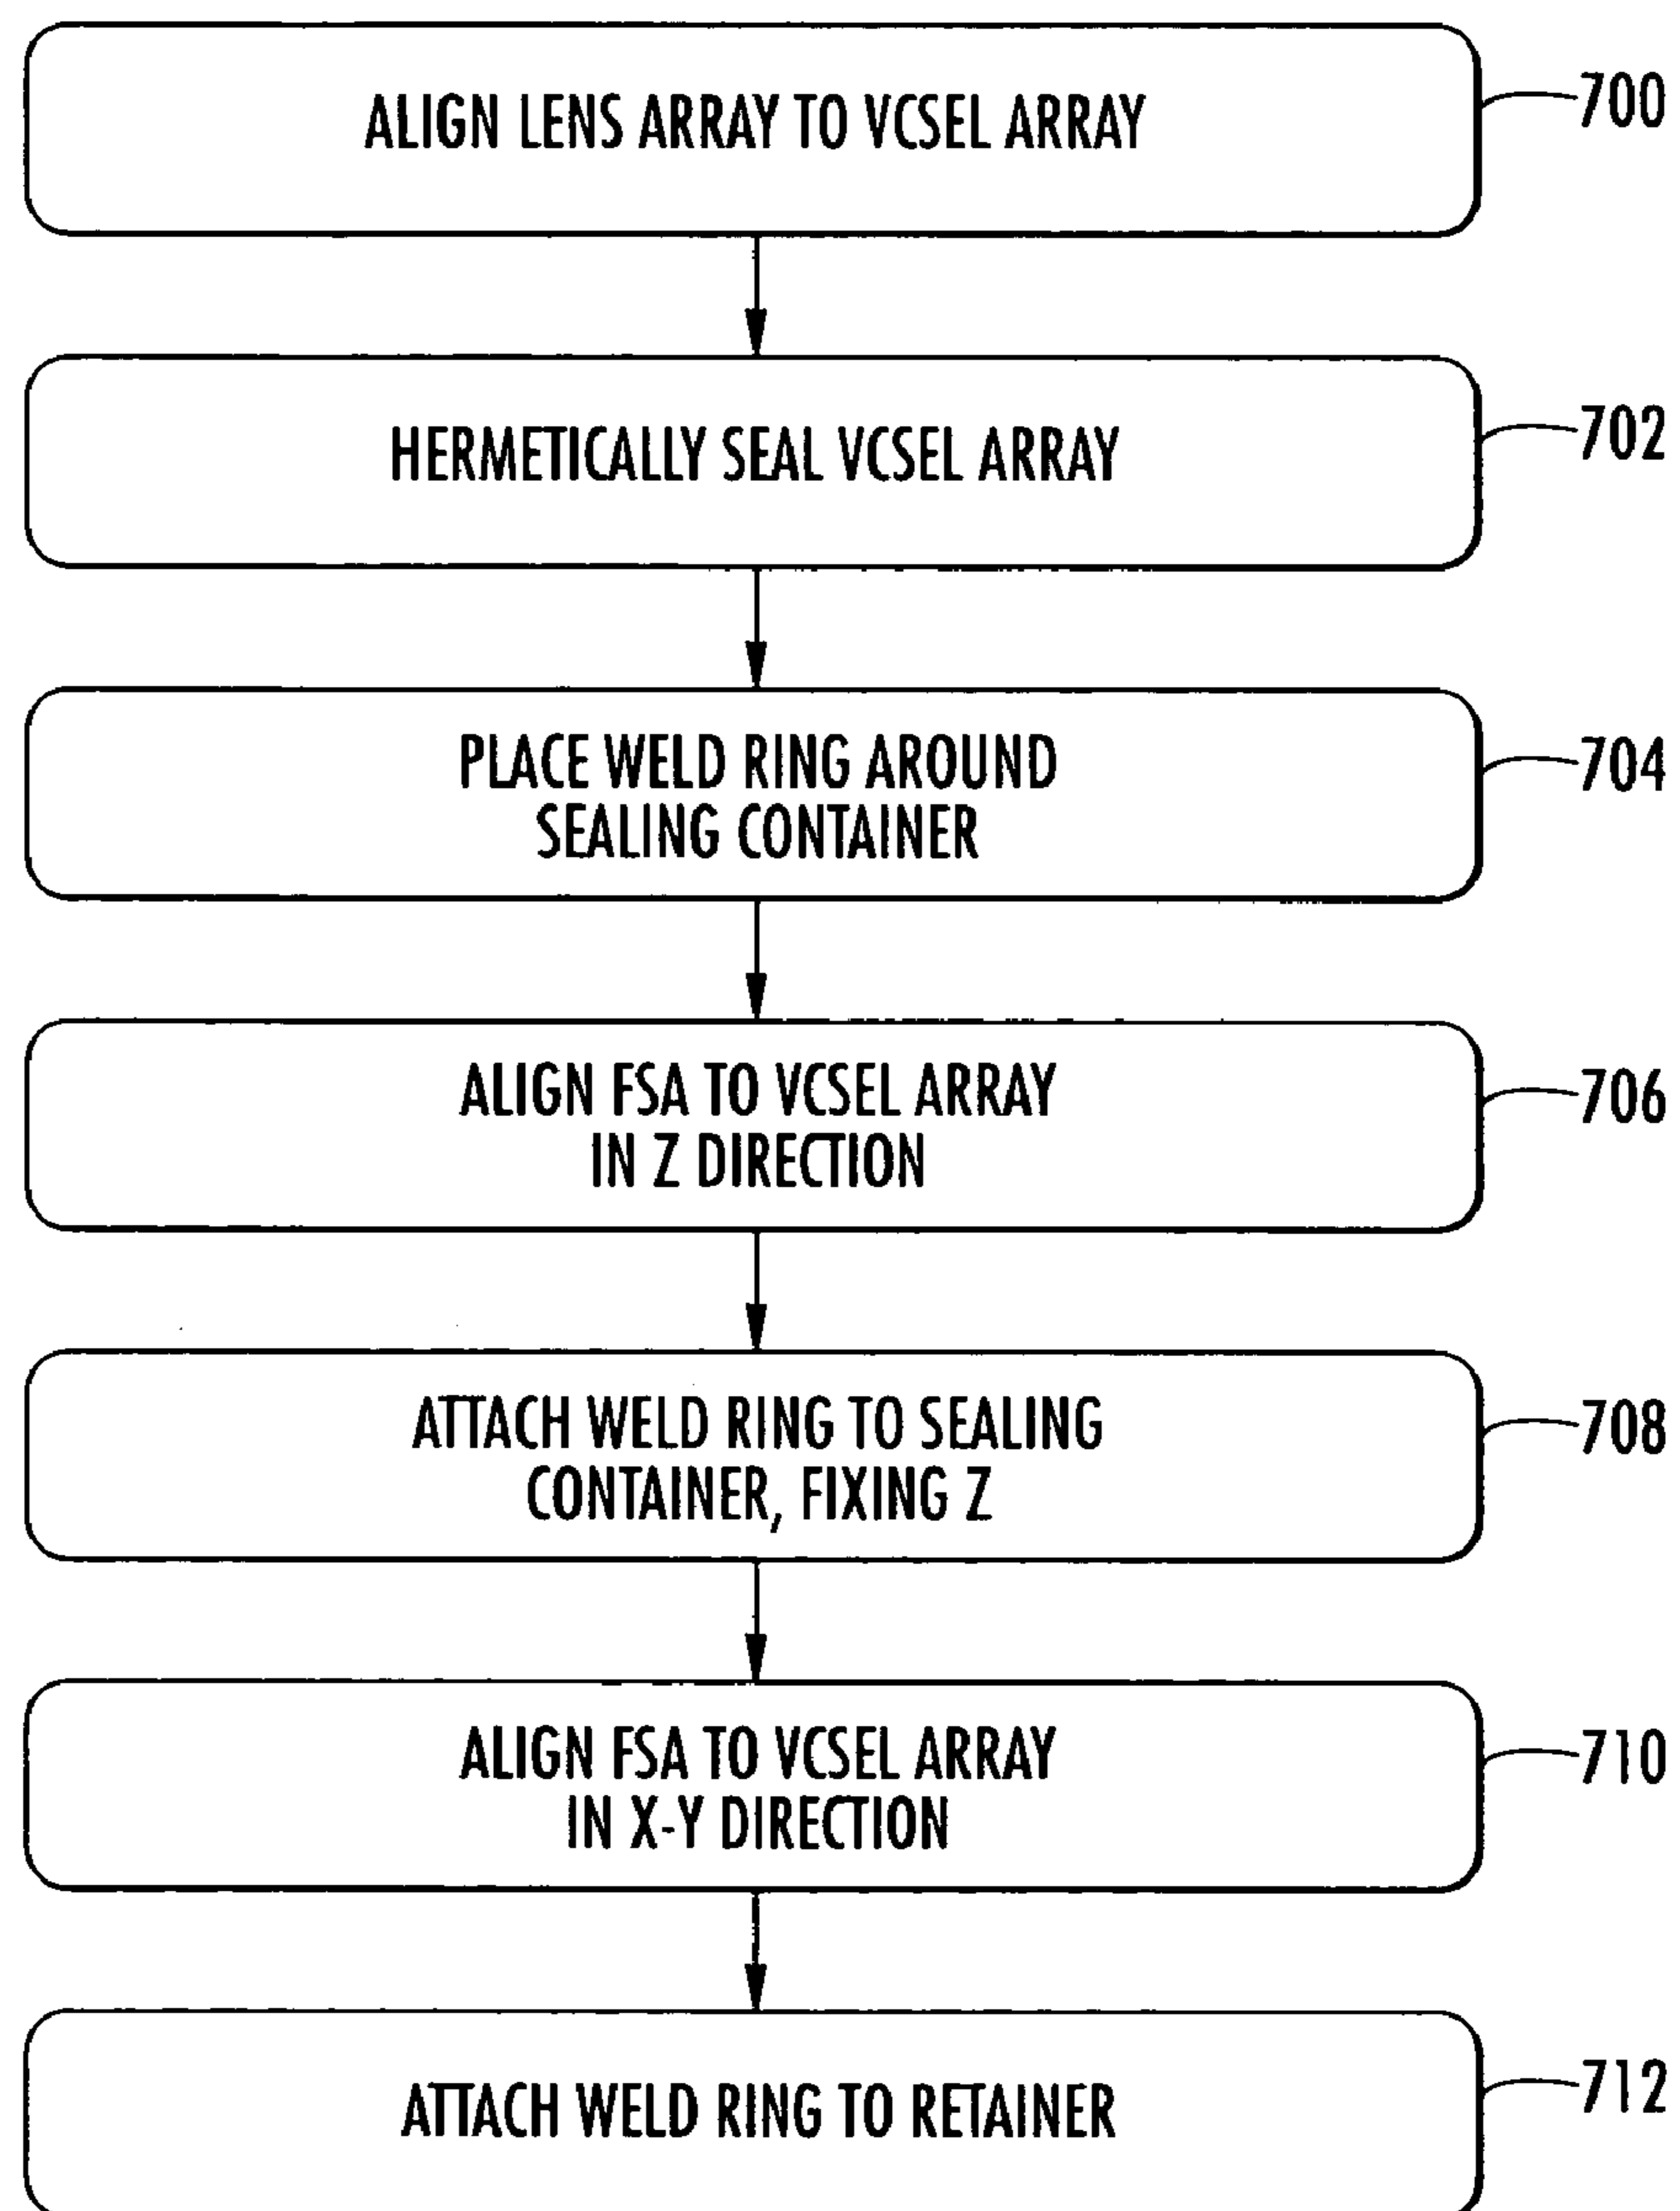 ALIGN LENS ARRAY TO VCSEL ARRAY
700
HERMETICALLY SEAL VCSEL ARRAY
702
PLACE WELD RING AROUND
SEALING CONTAINER
704
ALIGN FSA TO VCSEL ARRAY
IN Z DIRECTION
706
ATTACH WELD RING TO SEALING
CONTAINER, FIXING Z
708
ALIGN FSA TO VCSEL ARRAY
IN X-Y DIRECTION
710
ATTACH WELD RING TO RETAINER
712